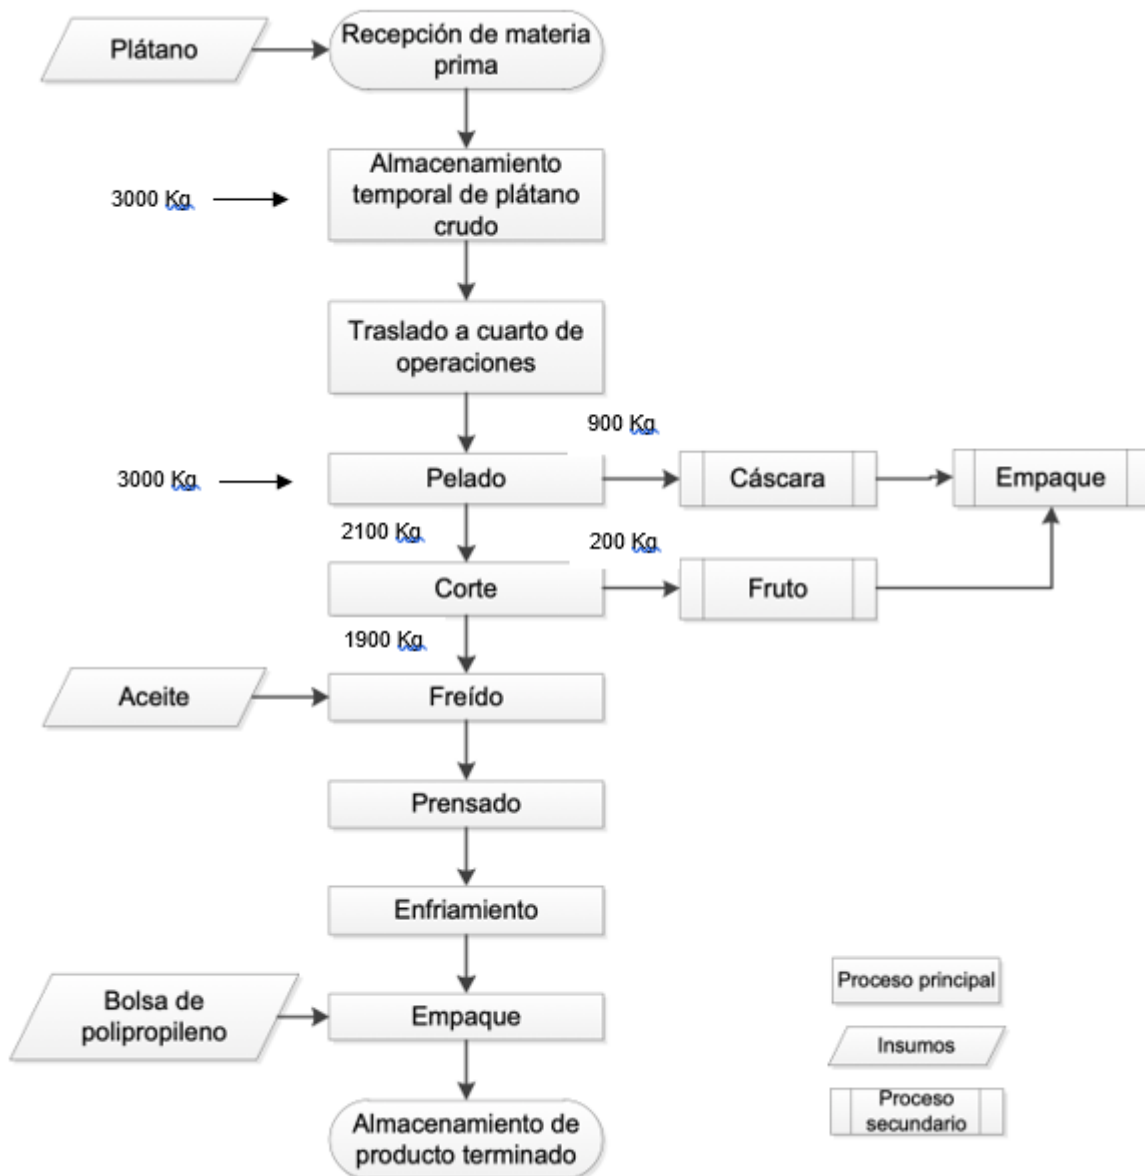 Plátano
Recepción de materia
prima
3000 Kg
Almacenamiento
temporal de plátano
crudo
Traslado a cuarto de
operaciones
900 Kg
3000 Kg
Pelado
Cáscara
Empaque
2100 Kg
200 Kg
Corte
Fruto
1900 Kg
Aceite
Freído
Prensado
Enfriamiento
Bolsa de
polipropileno
Empaque
Almacenamiento de
producto terminado
Proceso principal
Insumos
Proceso
secundario